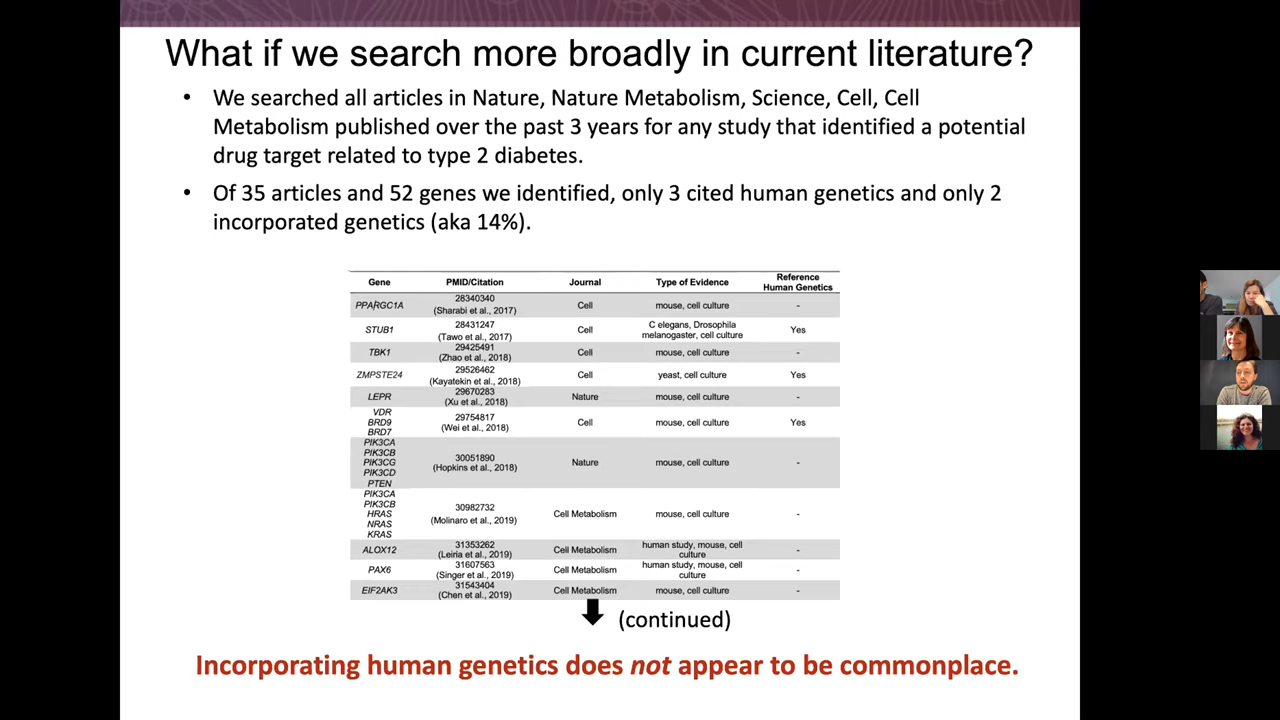 What if we search more broadly in current literature?
• We searched all articles in Nature, Nature Metabolism, Science, Cell, Cell
Metabolism published over the past 3 years for any study that identified a potential
drug target related to type 2 diabetes.
• Of 35 articles and 52 genes we identified, only 3 cited human genetics and only 2
incorporated genetics (aka 14%).
Gene PMID/Citation Journal Type of Evidence Reference Human Genetics
PPARGC1A 28340340 (Sharabi et al., 2017) Cell mouse, cell culture -
STUB1 28431247 (Tawo et al., 2017) Cell C elegans, Drosophila melanogaster, cell culture Yes
TBK1 29425491 (Zhao et al., 2018) Cell mouse, cell culture -
ZMPSTE24 29526462 (Kayatekin et al., 2018) Cell yeast, cell culture Yes
LEPR 29670283 (Xu et al., 2018) Nature mouse, cell culture -
VDR BRD9 BRD7 29754817 (Wei et al., 2018) Cell mouse, cell culture Yes
PIK3CA PIK3CB PIK3CG PIK3CD PTEN 30051890 (Hopkins et al., 2018) Nature mouse, cell culture -
PIK3CA PIK3CB HRAS NRAS KRAS 30982732 (Molinaro et al., 2019) Cell Metabolism mouse, cell culture -
ALOX12 31353262 (Leiria et al., 2019) Cell Metabolism human study, mouse, cell culture -
PAX6 31607563 (Singer et al., 2019) Cell Metabolism human study, mouse, cell culture -
EIF2AK3 31543404 (Chen et al., 2019) Cell Metabolism mouse, cell culture -
(continued)
Incorporating human genetics does not appear to be commonplace.